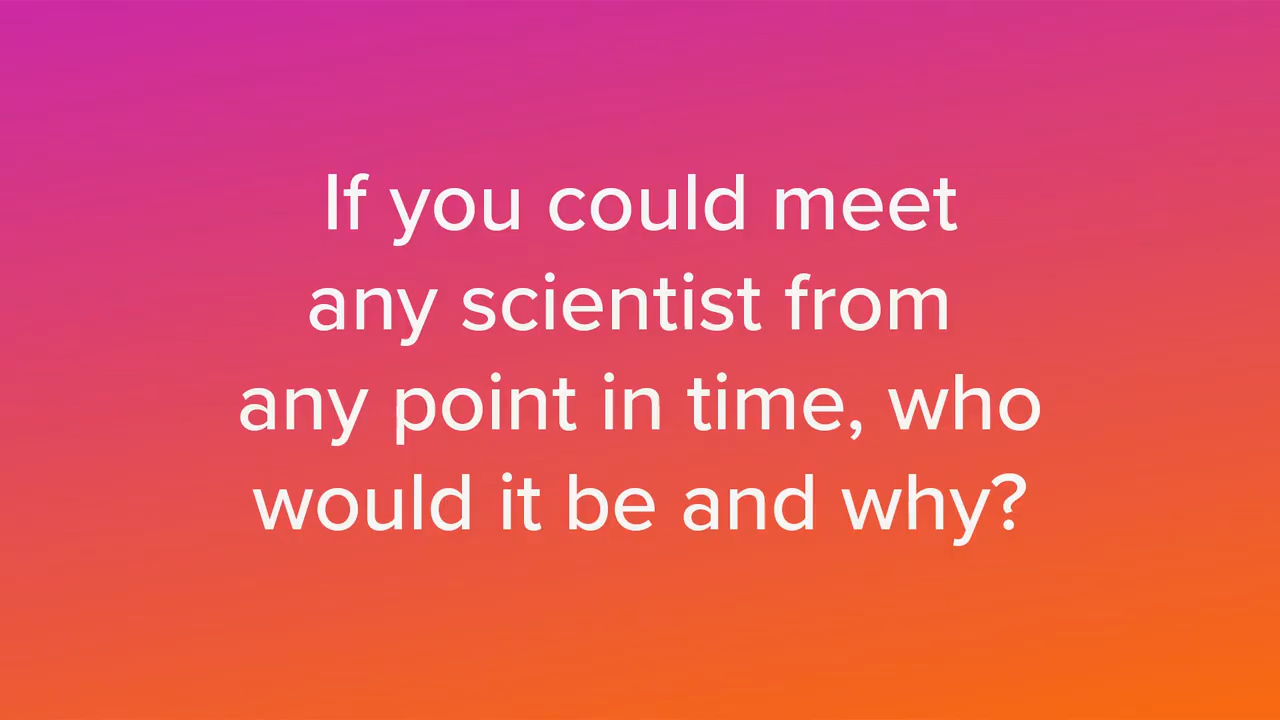 If you could meet
any scientist from
any point in time, who
would it be and why?